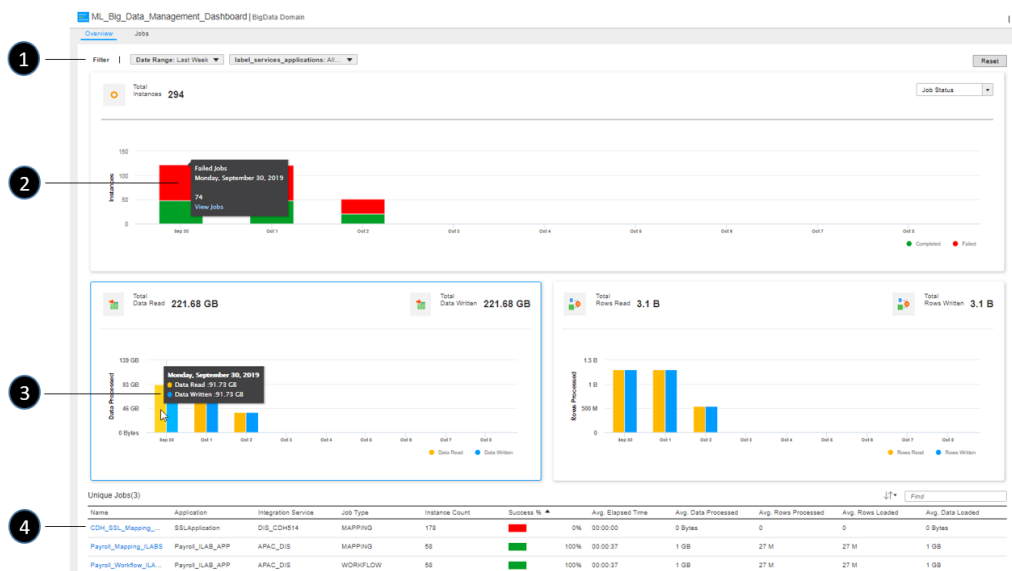 ML_Big_Data_Management_Dashboard | BigData Domain
Overview Jobs
1
Filter | Date Range: Last Week label_services_applications: All... Reset
Total Instances 294 Job Status
150
100
50
0
Instances
Failed Jobs
Monday, September 30, 2019
74
View Jobs
2
Sep 30 Oct 1 Oct 2 Oct 3 Oct 4 Oct 5 Oct 6 Oct 7 Oct 8
Completed Failed
Total Data Read 221.68 GB Total Data Written 221.68 GB
139 GB
93 GB
46 GB
0 Bytes
Data Processed
Monday, September 30, 2019
Data Read :91.73 GB
Data Written :91.73 GB
3
Sep 30 Oct 1 Oct 2 Oct 3 Oct 4 Oct 5 Oct 6 Oct 7 Oct 8
Data Read Data Written
Total Rows Read 3.1 B Total Rows Written 3.1 B
1.5 B
1 B
500 M
0
Rows Processed
Sep 30 Oct 1 Oct 2 Oct 3 Oct 4 Oct 5 Oct 6 Oct 7 Oct 8
Rows Read Rows Written
Unique Jobs(3) Find
Name Application Integration Service Job Type Instance Count Success % Avg. Elapsed Time Avg. Data Processed Avg. Rows Processed Avg. Rows Loaded Avg. Data Loaded
4
CDH_SSL_Mapping_... SSLApplication DIS_CDH514 MAPPING 178 0% 00:00:00 0 Bytes 0 0 0 Bytes
Payroll_Mapping_ILABS Payroll_ILAB_APP APAC_DIS MAPPING 58 100% 00:00:37 1 GB 27 M 27 M 1 GB
Payroll_Workflow_ILA... Payroll_ILAB_APP APAC_DIS WORKFLOW 58 100% 00:00:37 1 GB 27 M 27 M 1 GB